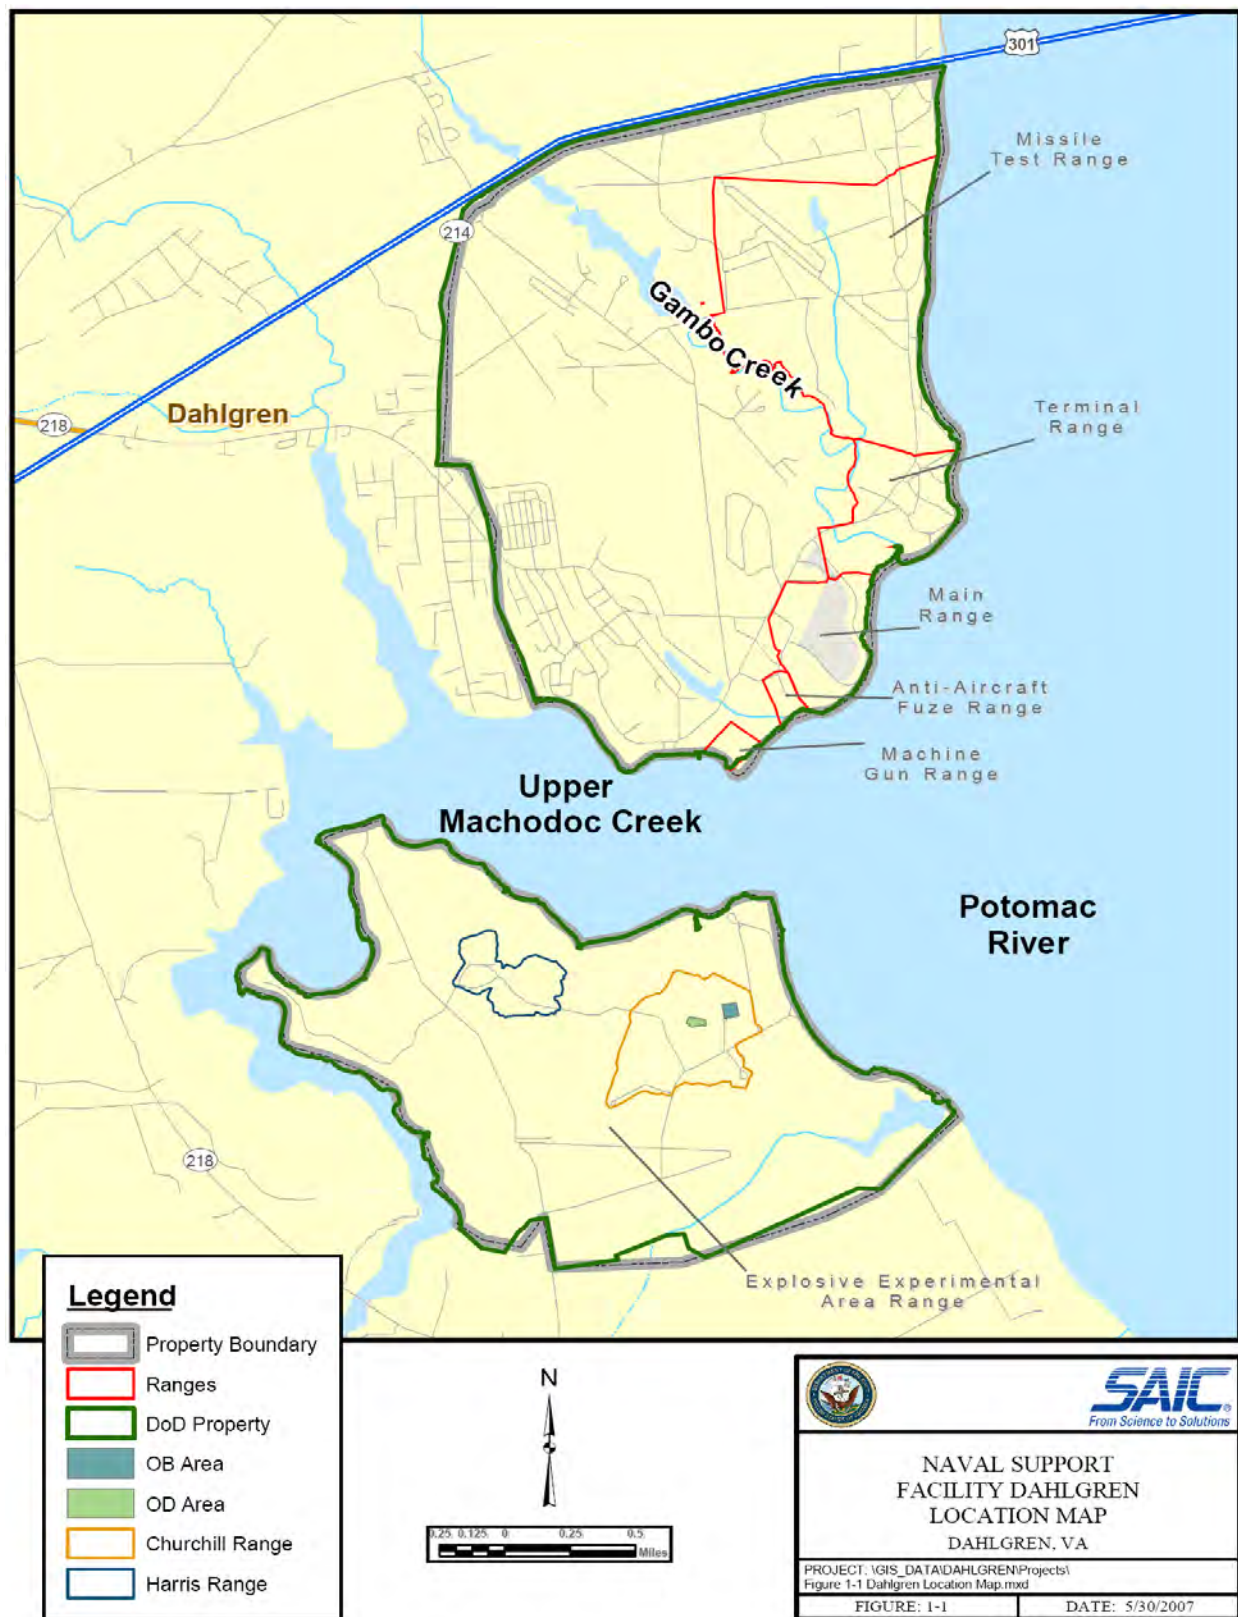 301
Missile
Test Range
214
Gambo Creek
Terminal
Range
218
Dahlgren
Main
Range
Anti-Aircraft
Fuze Range
Machine
Gun Range
Upper
Machodoc Creek
Potomac
River
218
Explosive Experimental
Area Range
Legend
Property Boundary
Ranges
DoD Property
OB Area
OD Area
Churchill Range
Harris Range
N
0.25 0.125 0 0.25 0.5
Miles
SAIC
From Science to Solutions
NAVAL SUPPORT
FACILITY DAHLGREN
LOCATION MAP
DAHLGREN, VA
PROJECT: \GIS_DATA\DAHLGREN\Projects\
Figure 1-1 Dahlgren Location Map.mxd
FIGURE: 1-1 DATE: 5/30/2007